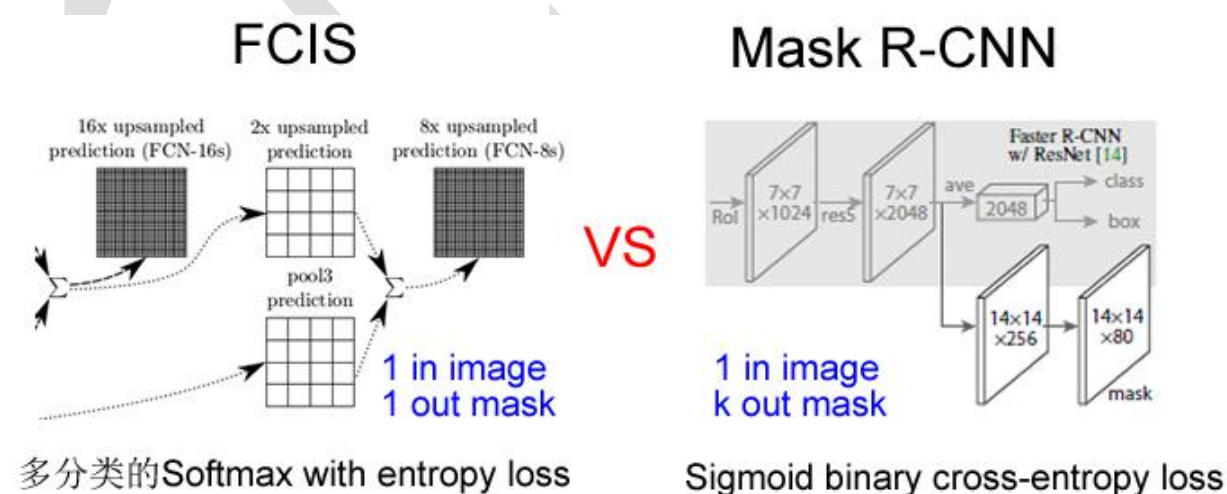 FCIS
Mask R-CNN
16x upsampled
prediction (FCN-16s)
2x upsampled
prediction
8x upsampled
prediction (FCN-8s)
Σ
pool3
prediction
Σ
1 in image
1 out mask
VS
Faster R-CNN
w/ ResNet [14]
RoI
7×7
×1024
res5
7×7
×2048
ave
2048
class
box
14×14
×256
14×14
×80
mask
1 in image
k out mask
多分类的Softmax with entropy loss
Sigmoid binary cross-entropy loss